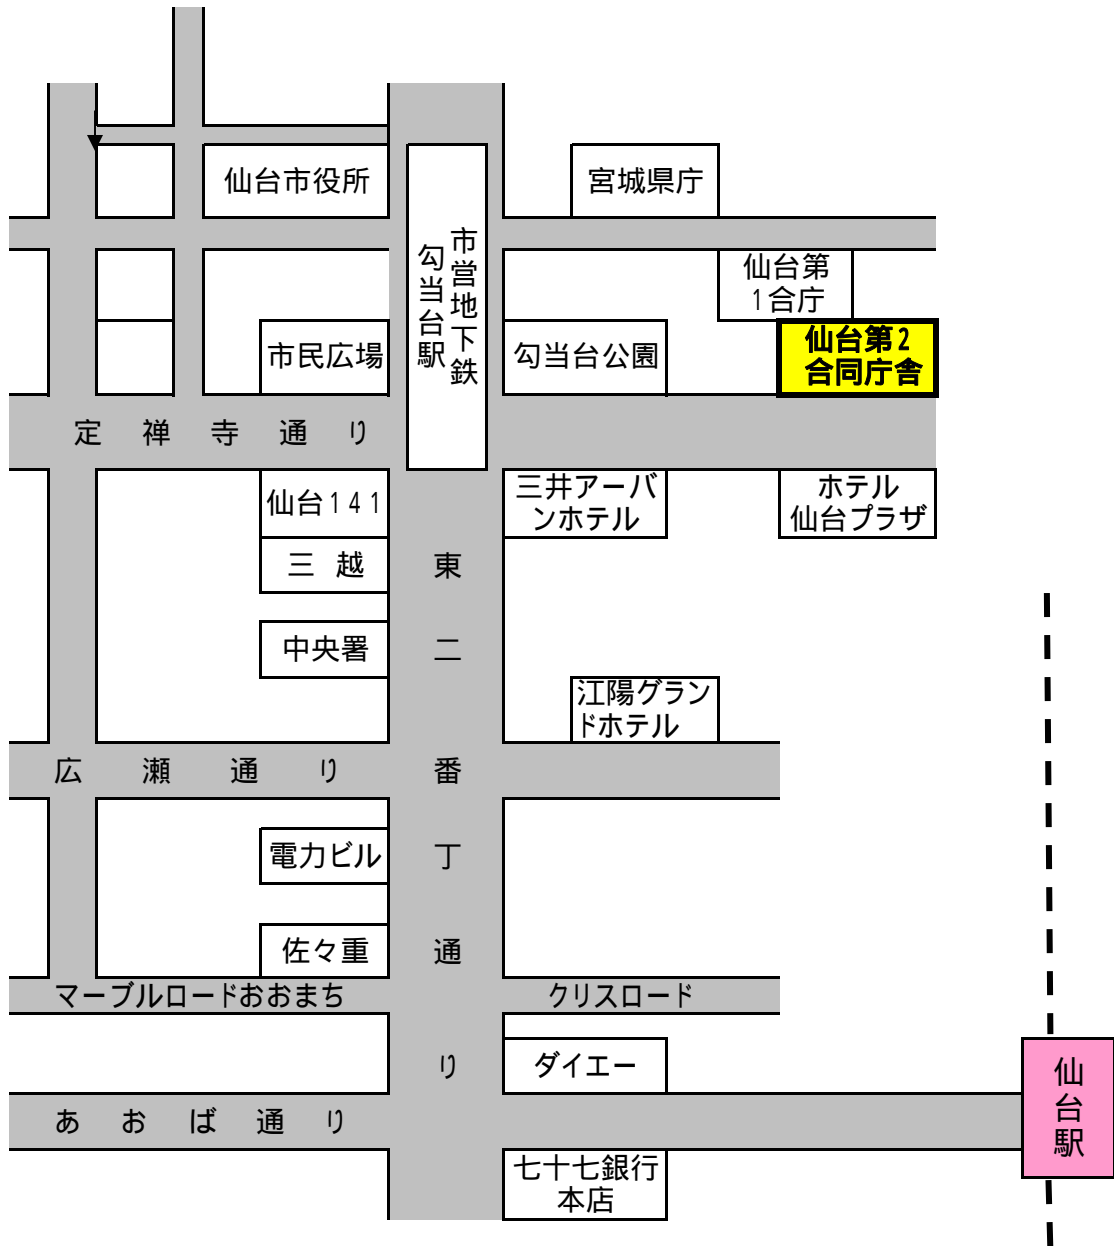 仙台市役所
宮城県庁
市営地下鉄
勾当台駅
仙台第
1合庁
市民広場
勾当台公園
仙台第2
合同庁舎
定禅寺通り
仙台141
三井アーバ
ンホテル
ホテル
仙台プラザ
三越
中央署
江陽グラン
ドホテル
広瀬通り
東二番丁通り
電力ビル
佐々重
マーブルロードおおまち
クリスロード
ダイエー
仙台駅
あおば通り
七十七銀行
本店